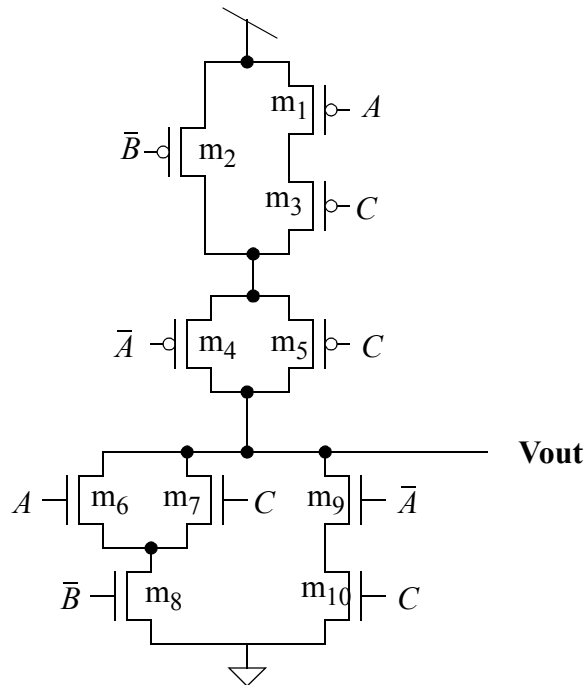 m₁ A
B̅ m₂
m₃ C
A̅ m₄ m₅ C
Vout
A m₆ m₇ C m₉ A̅
B̅ m₈ m₁₀ C